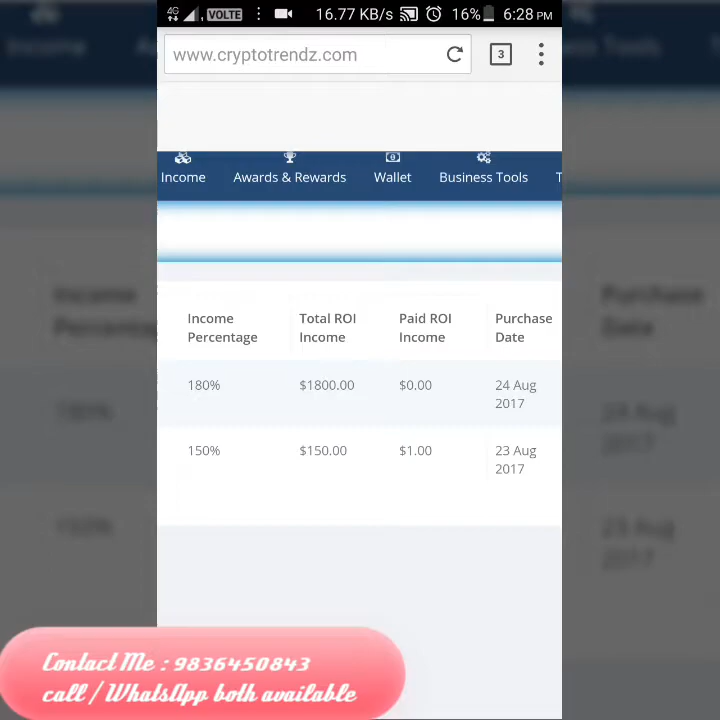 4G VOLTE 16.77 KB/s 16% 6:28 PM
www.cryptotrendz.com 3
Income Awards & Rewards Wallet Business Tools T
Income Percentage Total ROI Income Paid ROI Income Purchase Date
180% $1800.00 $0.00 24 Aug 2017
150% $150.00 $1.00 23 Aug 2017
Contact Me : 9836450843
call / WhatsApp both available